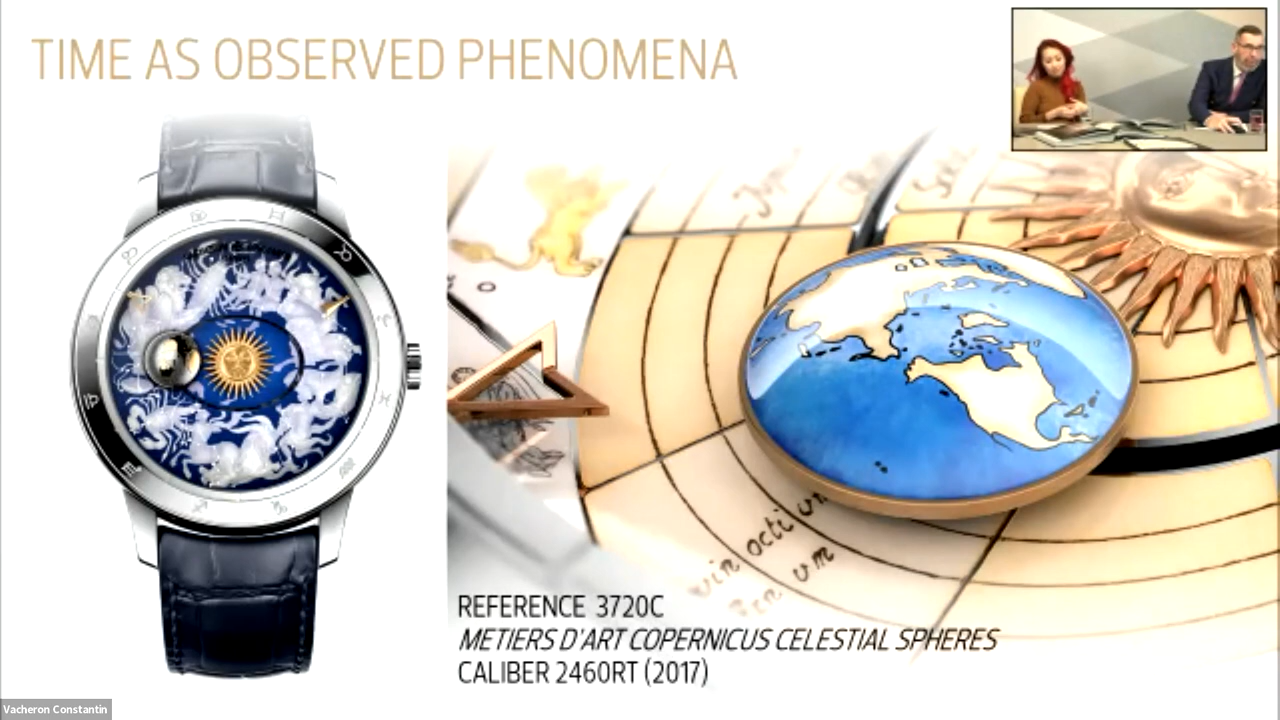 TIME AS OBSERVED PHENOMENA
REFERENCE 3720C
METIERS D'ART COPERNICUS CELESTIAL SPHERES
CALIBER 2460RT (2017)
Vacheron Constantin